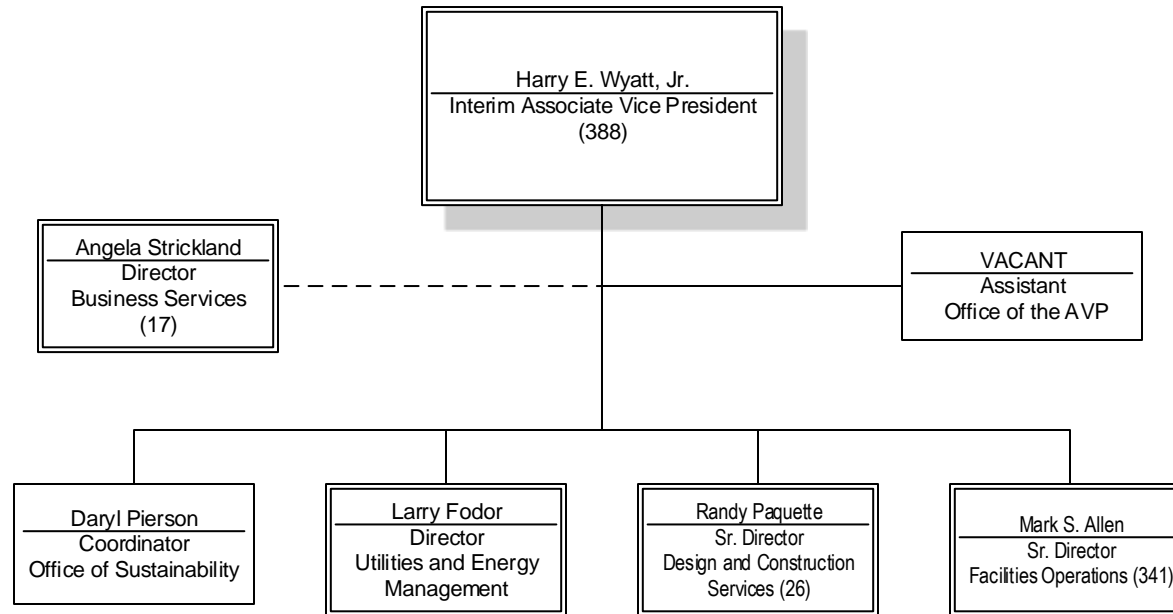 Harry E. Wyatt, Jr.
Interim Associate Vice President
(388)
Angela Strickland
Director
Business Services
(17)
VACANT
Assistant
Office of the AVP
Daryl Pierson
Coordinator
Office of Sustainability
Larry Fodor
Director
Utilities and Energy
Management
Randy Paquette
Sr. Director
Design and Construction
Services (26)
Mark S. Allen
Sr. Director
Facilities Operations (341)